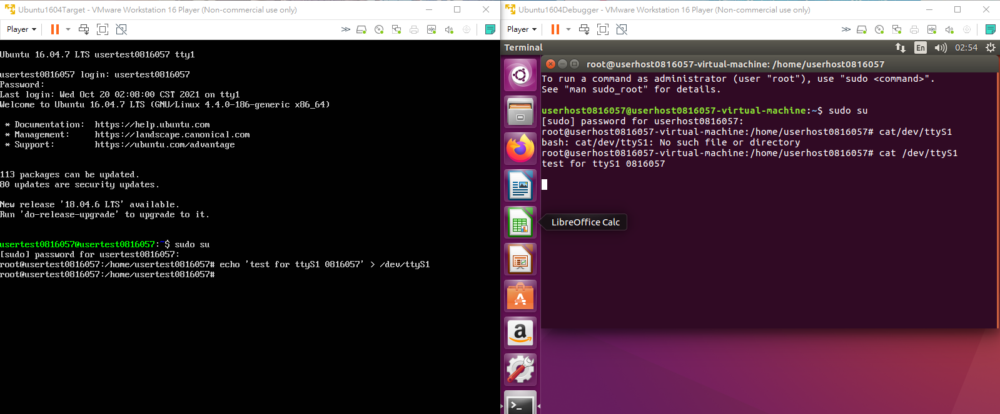 Ubuntu1604Target - VMware Workstation 16 Player (Non-commercial use only)
Player
Ubuntu 16.04.7 LTS usertest0816057 tty1
usertest0816057 login: usertest0816057
Password:
Last login: Wed Oct 20 02:08:00 CST 2021 on tty1
Welcome to Ubuntu 16.04.7 LTS (GNU/Linux 4.4.0-186-generic x86_64)
* Documentation:  https://help.ubuntu.com
* Management:     https://landscape.canonical.com
* Support:        https://ubuntu.com/advantage
113 packages can be updated.
80 updates are security updates.
New release '18.04.6 LTS' available.
Run 'do-release-upgrade' to upgrade to it.
usertest0816057@usertest0816057:~$ sudo su
[sudo] password for usertest0816057:
root@usertest0816057:/home/usertest0816057# echo 'test for ttyS1 0816057' > /dev/ttyS1
root@usertest0816057:/home/usertest0816057#
Ubuntu1604Debugger - VMware Workstation 16 Player (Non-commercial use only)
Player
Terminal
En
02:54
root@userhost0816057-virtual-machine: /home/userhost0816057
To run a command as administrator (user "root"), use "sudo <command>".
See "man sudo_root" for details.
userhost0816057@userhost0816057-virtual-machine:~$ sudo su
[sudo] password for userhost0816057:
root@userhost0816057-virtual-machine:/home/userhost0816057# cat/dev/ttyS1
bash: cat/dev/ttyS1: No such file or directory
root@userhost0816057-virtual-machine:/home/userhost0816057# cat /dev/ttyS1
test for ttyS1 0816057
LibreOffice Calc